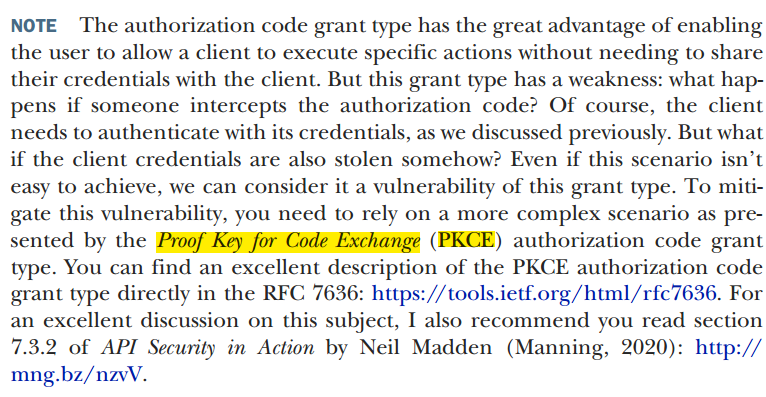 NOTE The authorization code grant type has the great advantage of enabling
the user to allow a client to execute specific actions without needing to share
their credentials with the client. But this grant type has a weakness: what hap-
pens if someone intercepts the authorization code? Of course, the client
needs to authenticate with its credentials, as we discussed previously. But what
if the client credentials are also stolen somehow? Even if this scenario isn’t
easy to achieve, we can consider it a vulnerability of this grant type. To miti-
gate this vulnerability, you need to rely on a more complex scenario as pre-
sented by the Proof Key for Code Exchange (PKCE) authorization code grant
type. You can find an excellent description of the PKCE authorization code
grant type directly in the RFC 7636: https://tools.ietf.org/html/rfc7636. For
an excellent discussion on this subject, I also recommend you read section
7.3.2 of API Security in Action by Neil Madden (Manning, 2020): http://
mng.bz/nzvV.